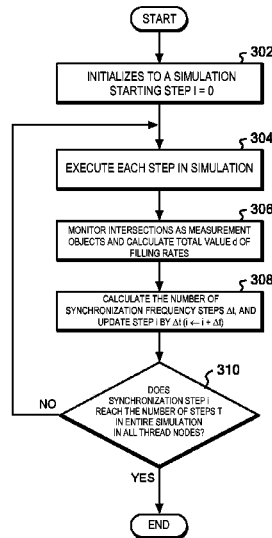 START
302
INITIALIZES TO A SIMULATION
STARTING STEP I = 0
304
EXECUTE EACH STEP IN SIMULATION
306
MONITOR INTERSECTIONS AS MEASUREMENT
OBJECTS AND CALCULATE TOTAL VALUE d OF
FILLING RATES
308
CALCULATE THE NUMBER OF
SYNCHRONIZATION FREQUENCY STEPS Δt, AND
UPDATE STEP i BY Δt (i ← i + Δt)
310
DOES
SYNCHRONIZATION STEP i
REACH THE NUMBER OF STEPS T
IN ENTIRE SIMULATION
IN ALL THREAD NODES?
NO
YES
END